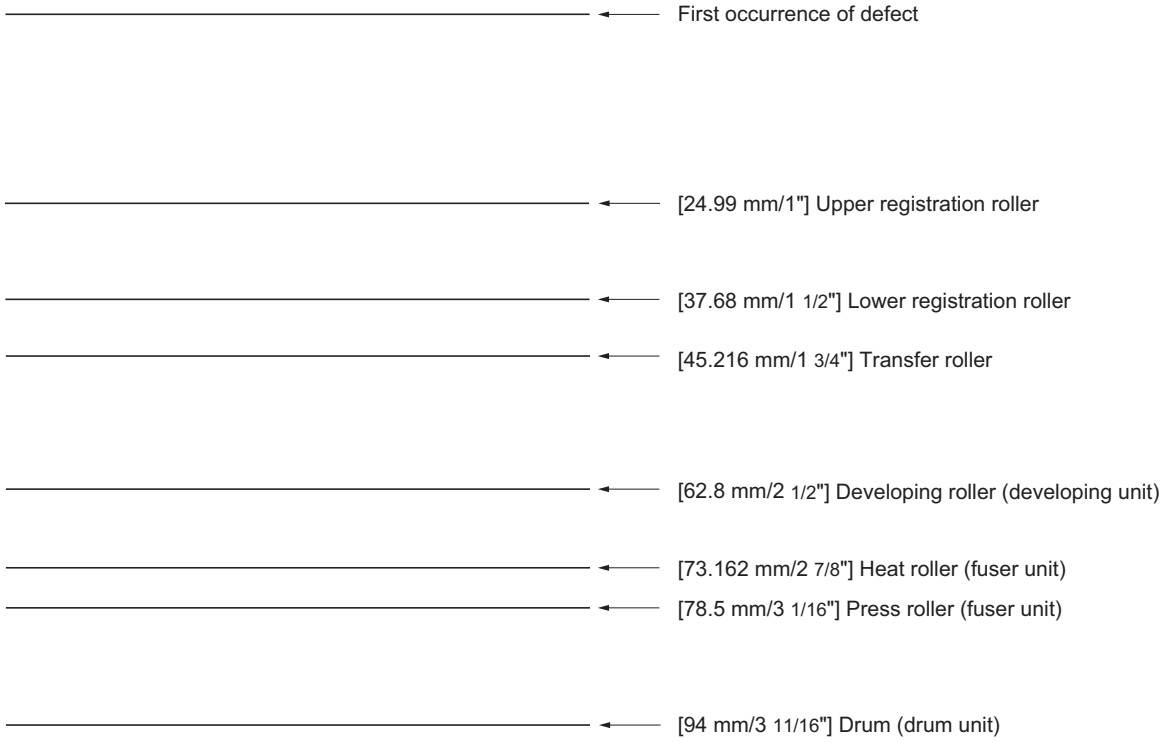 First occurrence of defect
[24.99 mm/1"] Upper registration roller
[37.68 mm/1 1/2"] Lower registration roller
[45.216 mm/1 3/4"] Transfer roller
[62.8 mm/2 1/2"] Developing roller (developing unit)
[73.162 mm/2 7/8"] Heat roller (fuser unit)
[78.5 mm/3 1/16"] Press roller (fuser unit)
[94 mm/3 11/16"] Drum (drum unit)